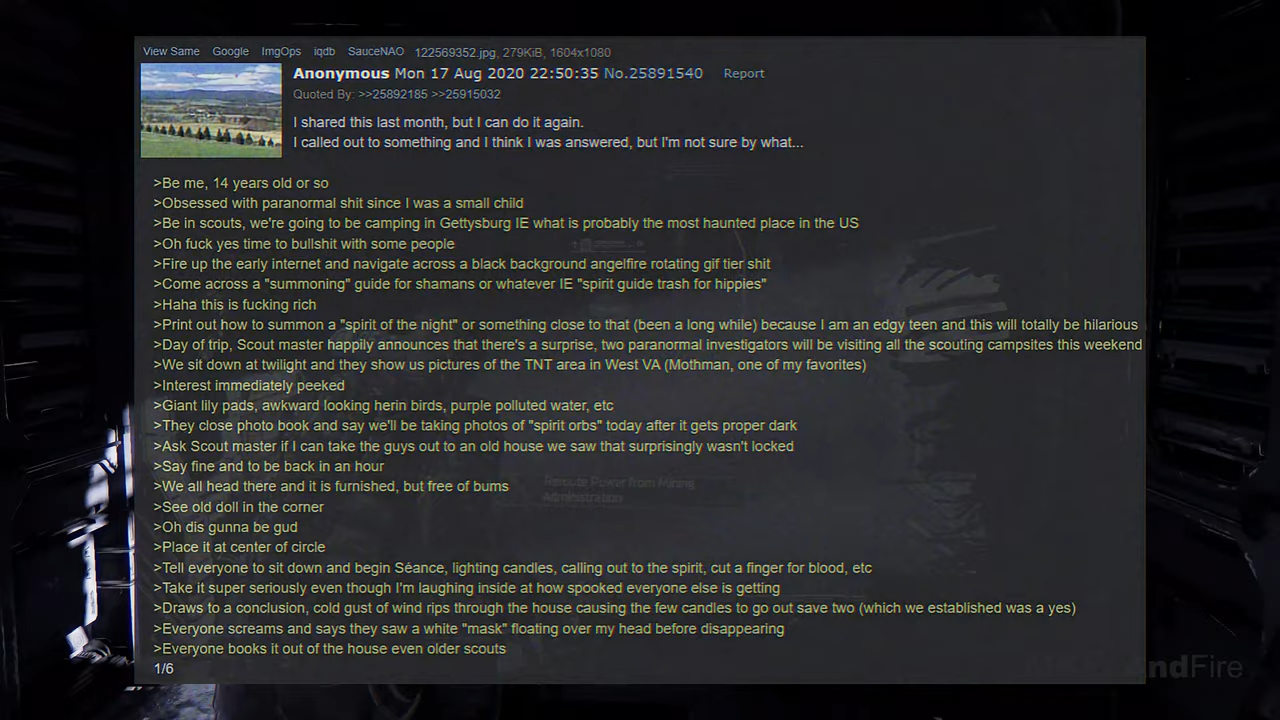 View Same Google ImgOps iqdb SauceNAO 122569352.jpg, 279KiB, 1604x1080
Anonymous Mon 17 Aug 2020 22:50:35 No.25891540 Report
Quoted By: >>25892185 >>25915032
I shared this last month, but I can do it again.
I called out to something and I think I was answered, but I'm not sure by what...
>Be me, 14 years old or so
>Obsessed with paranormal shit since I was a small child
>Be in scouts, we're going to be camping in Gettysburg IE what is probably the most haunted place in the US
>Oh fuck yes time to bullshit with some people
>Fire up the early internet and navigate across a black background angelfire rotating gif tier shit
>Come across a "summoning" guide for shamans or whatever IE "spirit guide trash for hippies"
>Haha this is fucking rich
>Print out how to summon a "spirit of the night" or something close to that (been a long while) because I am an edgy teen and this will totally be hilarious
>Day of trip, Scout master happily announces that there's a surprise, two paranormal investigators will be visiting all the scouting campsites this weekend
>We sit down at twilight and they show us pictures of the TNT area in West VA (Mothman, one of my favorites)
>Interest immediately peeked
>Giant lily pads, awkward looking herin birds, purple polluted water, etc
>They close photo book and say we'll be taking photos of "spirit orbs" today after it gets proper dark
>Ask Scout master if I can take the guys out to an old house we saw that surprisingly wasn't locked
>Say fine and to be back in an hour
>We all head there and it is furnished, but free of bums
Reroute Power from Mining
Administration
>See old doll in the corner
>Oh dis gunna be gud
>Place it at center of circle
>Tell everyone to sit down and begin Séance, lighting candles, calling out to the spirit, cut a finger for blood, etc
>Take it super seriously even though I'm laughing inside at how spooked everyone else is getting
>Draws to a conclusion, cold gust of wind rips through the house causing the few candles to go out save two (which we established was a yes)
>Everyone screams and says they saw a white "mask" floating over my head before disappearing
>Everyone books it out of the house even older scouts
1/6
ndFire